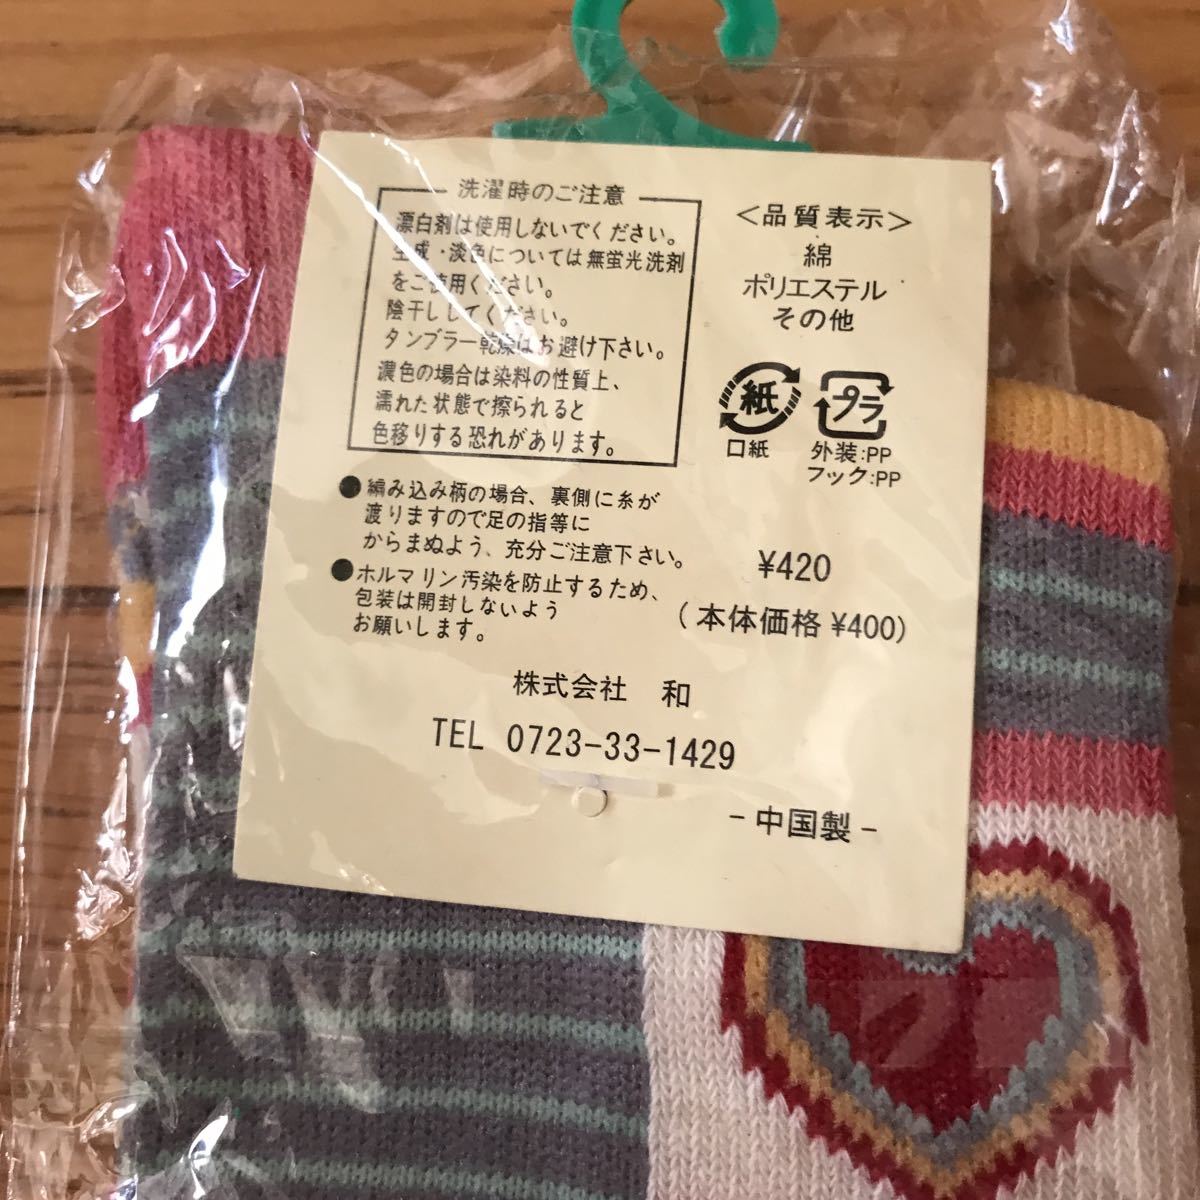 洗濯時のご注意
漂白剤は使用しないでください。
生成・淡色については無蛍光洗剤
をご使用ください。
陰干ししてください。
タンブラー乾燥はお避け下さい。
濃色の場合は染料の性質上、
濡れた状態で擦られると
色移りする恐れがあります。
<品質表示>
綿
ポリエステル
その他
紙
プラ
口紙
外装:PP
フック:PP
●編み込み柄の場合、裏側に糸が
渡りますので足の指等に
からまぬよう、充分ご注意下さい。
●ホルマリン汚染を防止するため、
包装は開封しないよう
お願いします。
¥420
(本体価格¥400)
株式会社 和
TEL 0723-33-1429
-中国製-